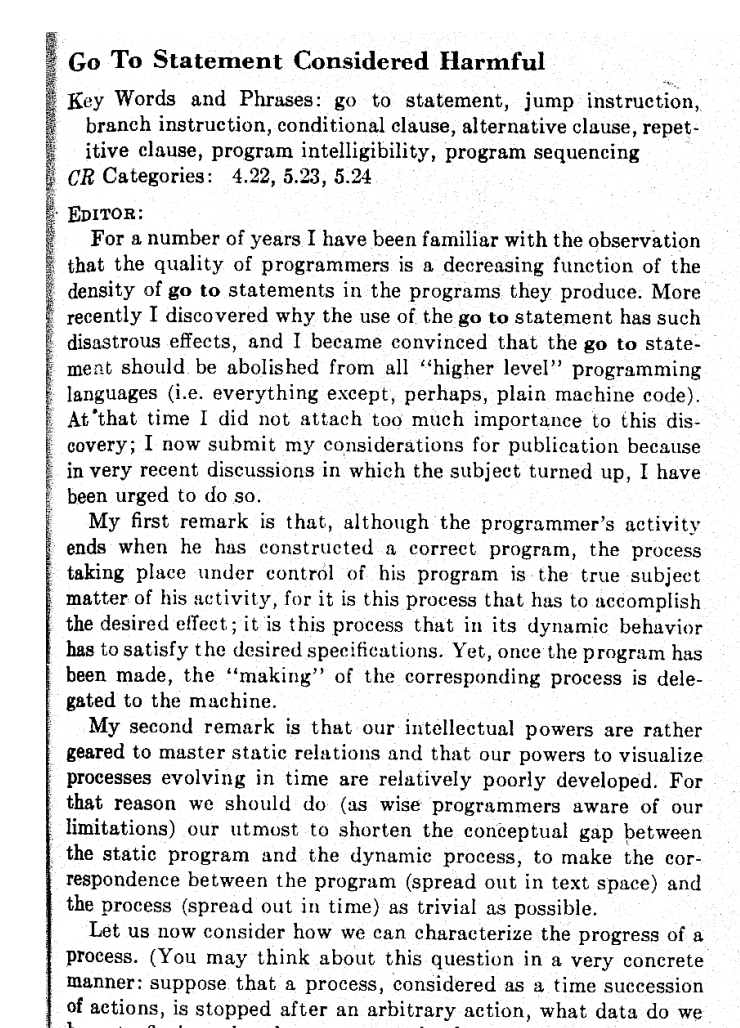 Go To Statement Considered Harmful
Key Words and Phrases: go to statement, jump instruction,
branch instruction, conditional clause, alternative clause, repet-
itive clause, program intelligibility, program sequencing
CR Categories: 4.22, 5.23, 5.24
EDITOR:
For a number of years I have been familiar with the observation
that the quality of programmers is a decreasing function of the
density of go to statements in the programs they produce. More
recently I discovered why the use of the go to statement has such
disastrous effects, and I became convinced that the go to state-
ment should be abolished from all “higher level” programming
languages (i.e. everything except, perhaps, plain machine code).
At that time I did not attach too much importance to this dis-
covery; I now submit my considerations for publication because
in very recent discussions in which the subject turned up, I have
been urged to do so.
My first remark is that, although the programmer's activity
ends when he has constructed a correct program, the process
taking place under control of his program is the true subject
matter of his activity, for it is this process that has to accomplish
the desired effect; it is this process that in its dynamic behavior
has to satisfy the desired specifications. Yet, once the program has
been made, the “making” of the corresponding process is dele-
gated to the machine.
My second remark is that our intellectual powers are rather
geared to master static relations and that our powers to visualize
processes evolving in time are relatively poorly developed. For
that reason we should do (as wise programmers aware of our
limitations) our utmost to shorten the conceptual gap between
the static program and the dynamic process, to make the cor-
respondence between the program (spread out in text space) and
the process (spread out in time) as trivial as possible.
Let us now consider how we can characterize the progress of a
process. (You may think about this question in a very concrete
manner: suppose that a process, considered as a time succession
of actions, is stopped after an arbitrary action, what data do we